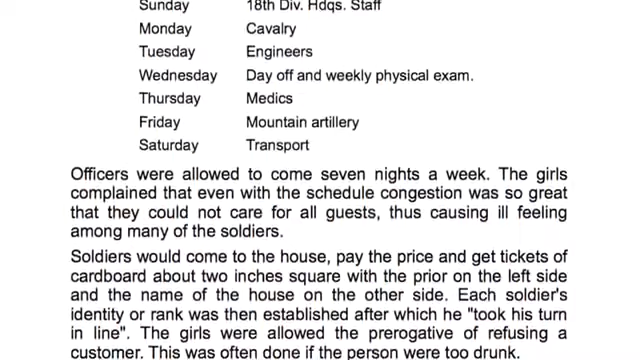 Sunday 18th Div. Hdqs. Staff
Monday Cavalry
Tuesday Engineers
Wednesday Day off and weekly physical exam.
Thursday Medics
Friday Mountain artillery
Saturday Transport
Officers were allowed to come seven nights a week. The girls
complained that even with the schedule congestion was so great
that they could not care for all guests, thus causing ill feeling
among many of the soldiers.
Soldiers would come to the house, pay the price and get tickets of
cardboard about two inches square with the prior on the left side
and the name of the house on the other side. Each soldier's
identity or rank was then established after which he "took his turn
in line". The girls were allowed the prerogative of refusing a
customer. This was often done if the person were too drunk.